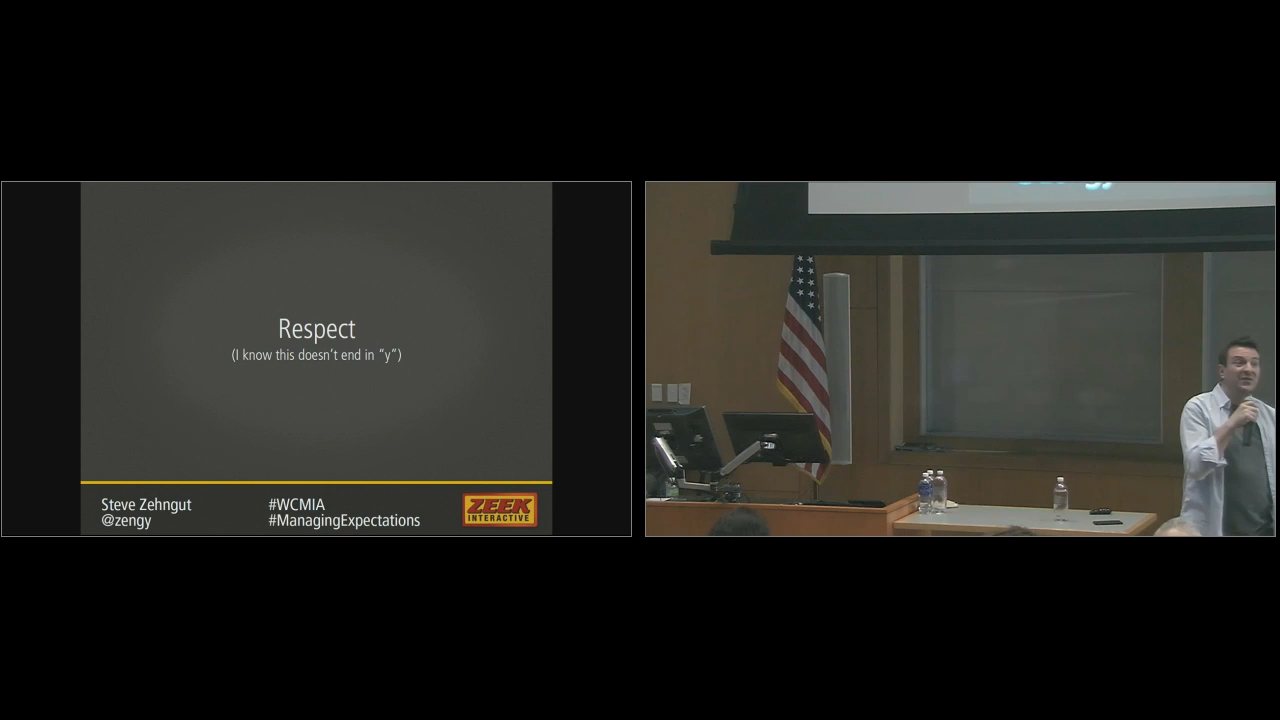 Respect
(I know this doesn't end in “y”)
Steve Zehngut
@zengy
#WCMIA
#ManagingExpectations
ZEEK
INTERACTIVE